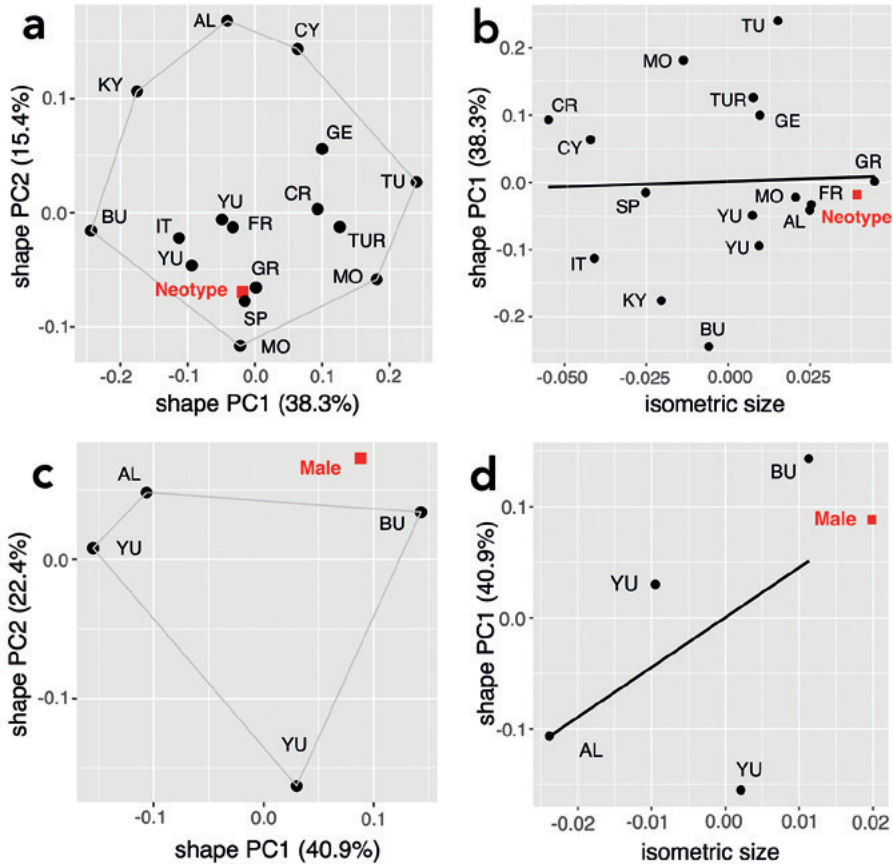 a
AL
CY
KY
GE
TU
CR
YU
FR
TUR
BU
IT
YU
GR
MO
Neotype
SP
MO
0.1
0.0
-0.1
-0.2
-0.1
0.0
0.1
0.2
shape PC1 (38.3%)
shape PC2 (15.4%)
b
TU
MO
TUR
CR
GE
CY
GR
SP
MO
FR
YU
AL
Neotype
YU
IT
KY
BU
0.2
0.1
0.0
-0.1
-0.2
-0.050
-0.025
0.000
0.025
isometric size
shape PC1 (38.3%)
c
Male
AL
BU
YU
YU
0.0
-0.1
-0.1
0.0
0.1
shape PC1 (40.9%)
shape PC2 (22.4%)
d
BU
Male
YU
AL
YU
0.1
0.0
-0.1
-0.02
-0.01
0.00
0.01
0.02
isometric size
shape PC1 (40.9%)